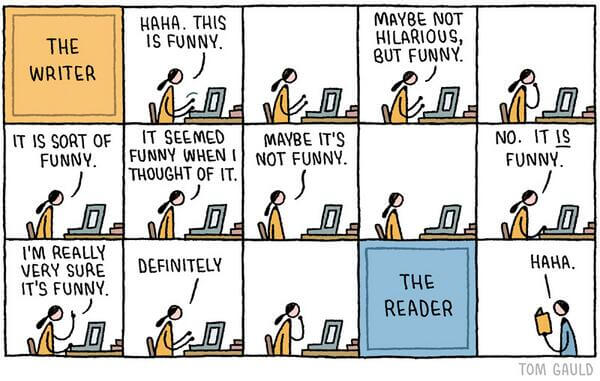 THE
WRITER
HAHA. THIS
IS FUNNY.
MAYBE NOT
HILARIOUS,
BUT FUNNY.
IT IS SORT OF
FUNNY.
IT SEEMED
FUNNY WHEN I
THOUGHT OF IT.
MAYBE IT'S
NOT FUNNY.
NO. IT IS
FUNNY.
I'M REALLY
VERY SURE
IT'S FUNNY.
DEFINITELY
THE
READER
HAHA.
TOM GAULD